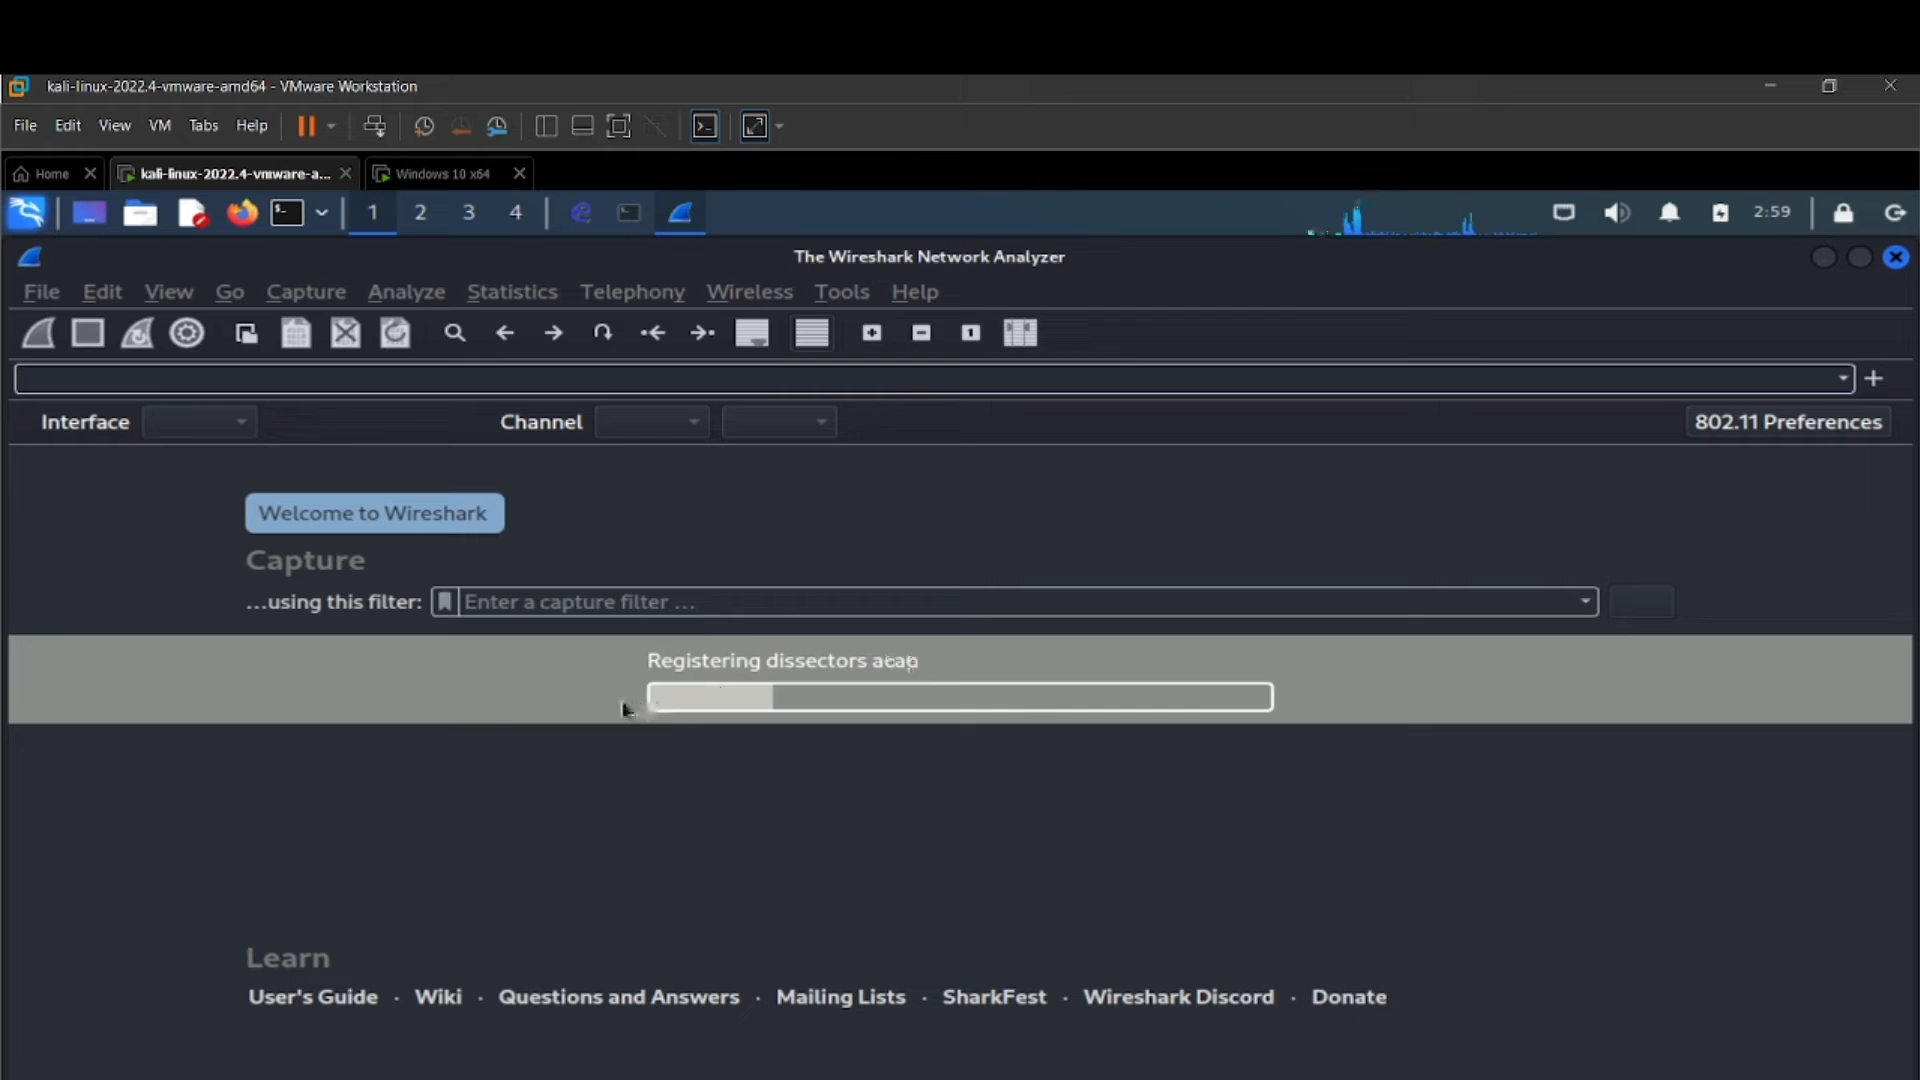 kali-linux-2022.4-vmware-amd64 - VMware Workstation
File Edit View VM Tabs Help
Home kali-linux-2022.4-vmware-a... Windows 10 x64
1 2 3 4 2:59
The Wireshark Network Analyzer
File Edit View Go Capture Analyze Statistics Telephony Wireless Tools Help
Interface Channel 802.11 Preferences
Welcome to Wireshark
Capture
...using this filter: Enter a capture filter ...
Registering dissectors
Learn
User's Guide · Wiki · Questions and Answers · Mailing Lists · SharkFest · Wireshark Discord · Donate